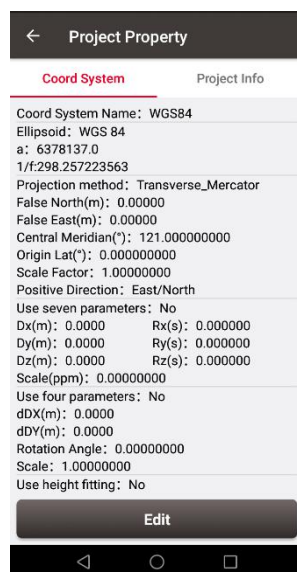 ← Project Property
Coord System Project Info
Coord System Name: WGS84
Ellipsoid: WGS 84
a: 6378137.0
1/f:298.257223563
Projection method: Transverse_Mercator
False North(m): 0.00000
False East(m): 0.00000
Central Meridian(°): 121.000000000
Origin Lat(°): 0.000000000
Scale Factor: 1.00000000
Positive Direction: East/North
Use seven parameters: No
Dx(m): 0.0000 Rx(s): 0.000000
Dy(m): 0.0000 Ry(s): 0.000000
Dz(m): 0.0000 Rz(s): 0.000000
Scale(ppm): 0.00000000
Use four parameters: No
dDX(m): 0.0000
dDY(m): 0.0000
Rotation Angle: 0.00000000
Scale: 1.00000000
Use height fitting: No
Edit